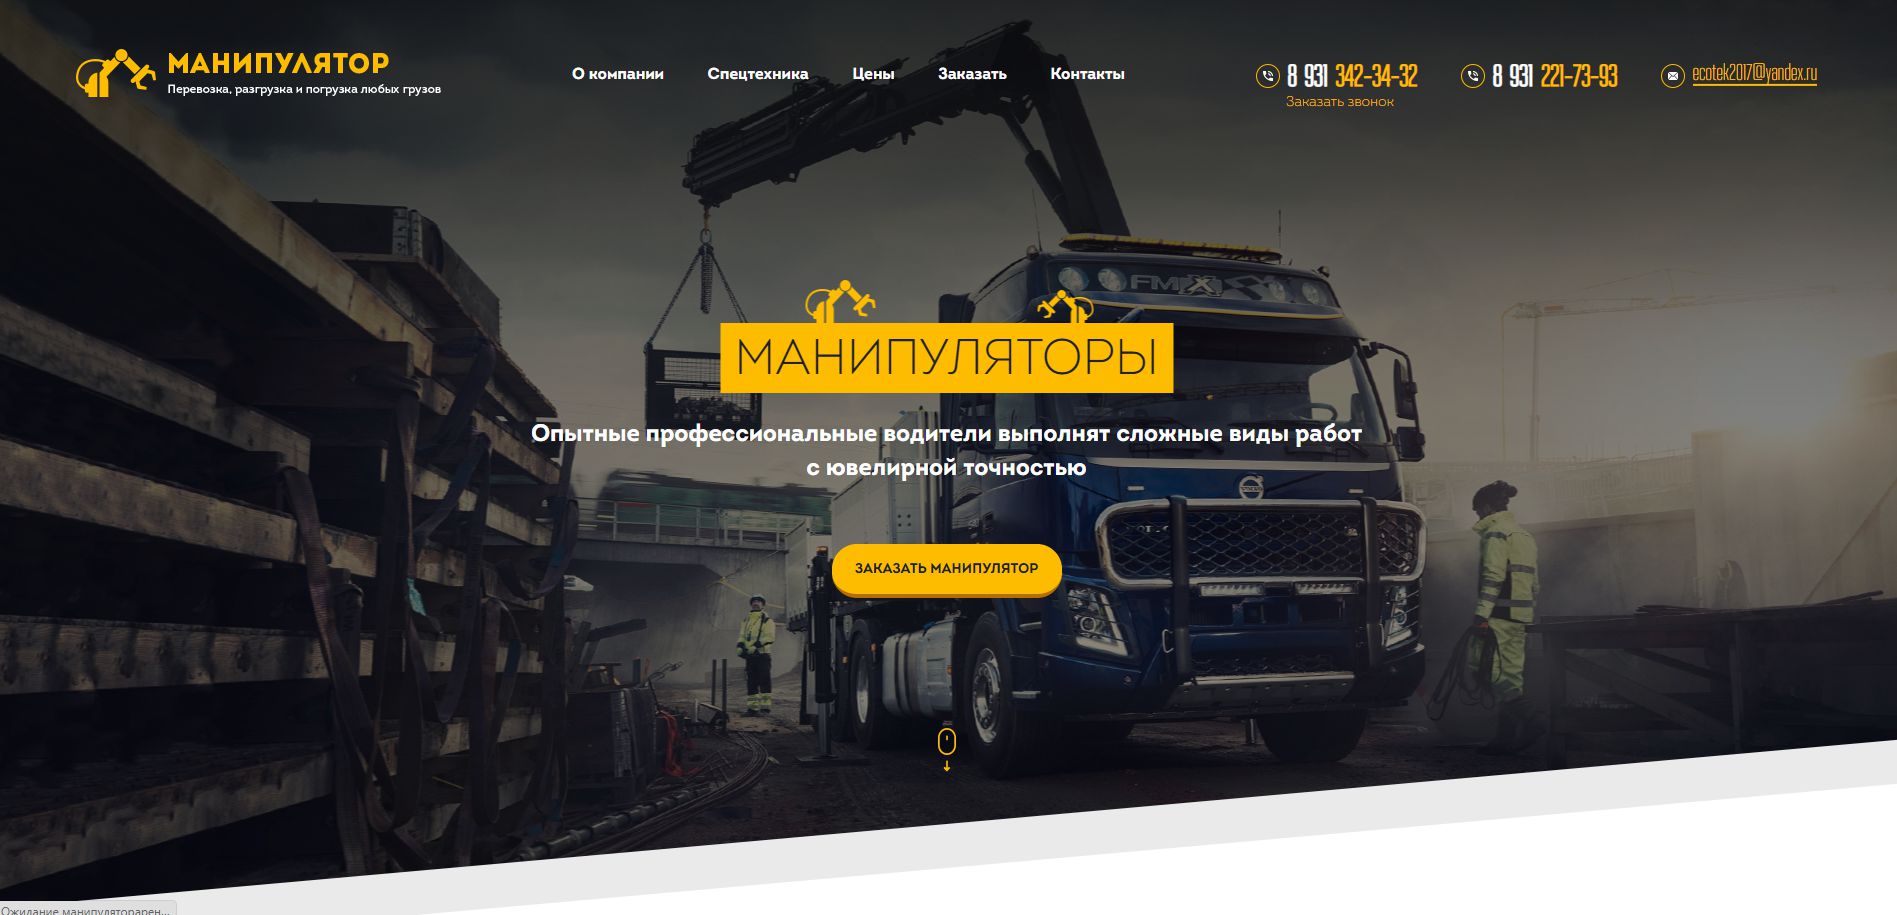 МАНИПУЛЯТОР
Перевозка, разгрузка и погрузка любых грузов
О компании Спецтехника Цены Заказать Контакты
8 931 342-34-32
Заказать звонок
8 931 221-73-93
ecotek2017@yandex.ru
FMX
МАНИПУЛЯТОРЫ
Опытные профессиональные водители выполнят сложные виды работ
с ювелирной точностью
VOLVO
ЗАКАЗАТЬ МАНИПУЛЯТОР
Ожидание манипуляторарен...